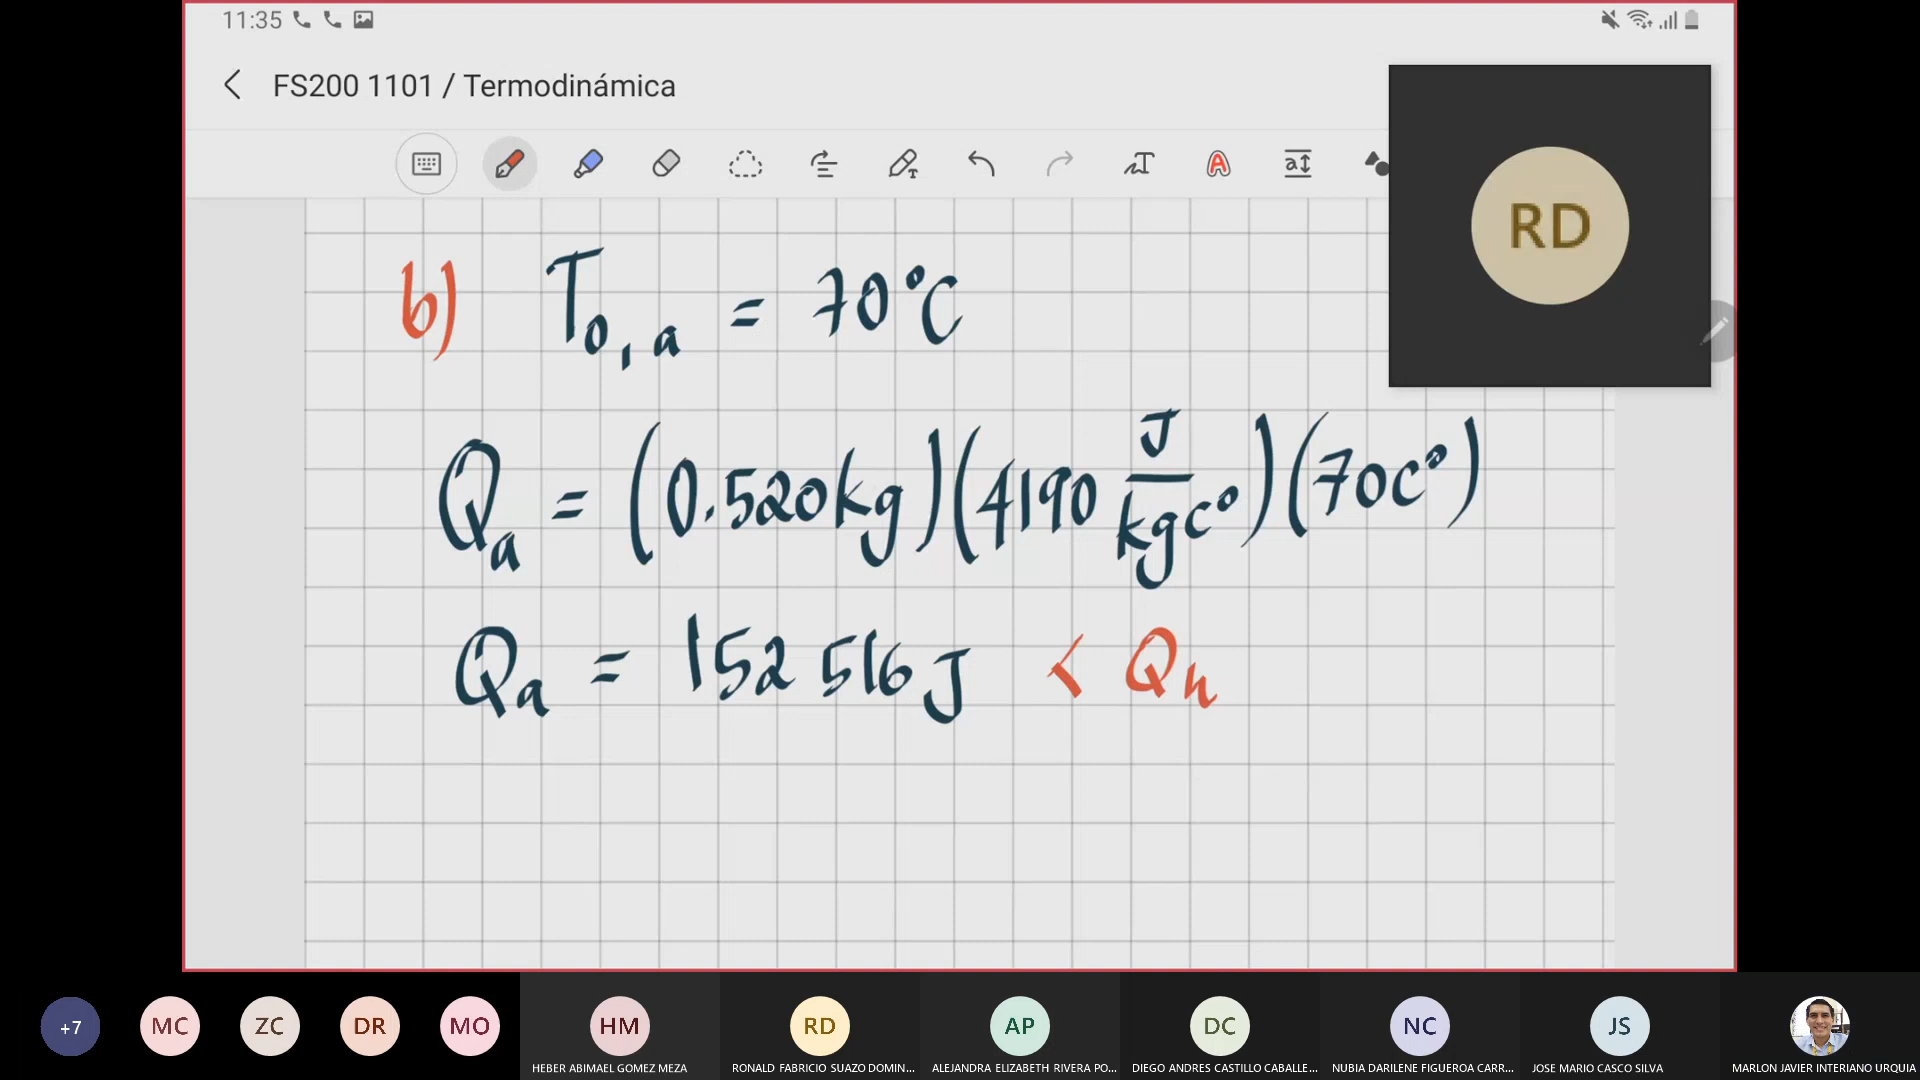 11:35
FS200 1101 / Termodinámica
RD
b) T₀,ₐ = 70°C
Qₐ = (0.520kg)(4190 J/kgC°)(70C°)
Qₐ = 152 516 J < Qₕ
+7
MC
ZC
DR
MO
HM
RD
AP
DC
NC
JS
HEBER ABIMAEL GOMEZ MEZA
RONALD FABRICIO SUAZO DOMIN...
ALEJANDRA ELIZABETH RIVERA PO...
DIEGO ANDRES CASTILLO CABALLE...
NUBIA DARILENE FIGUEROA CARR...
JOSE MARIO CASCO SILVA
MARLON JAVIER INTERIANO URQUIA